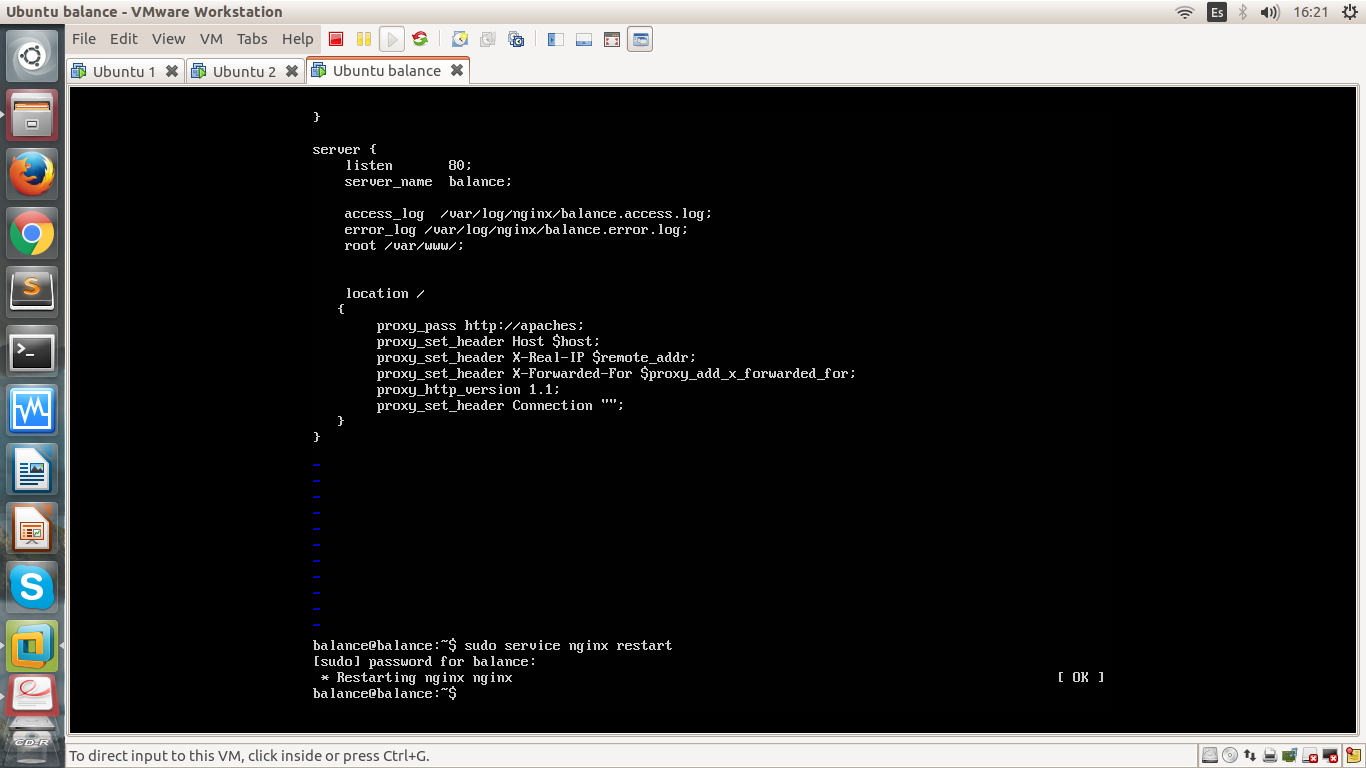 Ubuntu balance - VMware Workstation
Es
16:21
File Edit View VM Tabs Help
Ubuntu 1
Ubuntu 2
Ubuntu balance
}
server {
listen 80;
server_name balance;
access_log /var/log/nginx/balance.access.log;
error_log /var/log/nginx/balance.error.log;
root /var/www/;
location /
{
proxy_pass http://apaches;
proxy_set_header Host $host;
proxy_set_header X-Real-IP $remote_addr;
proxy_set_header X-Forwarded-For $proxy_add_x_forwarded_for;
proxy_http_version 1.1;
proxy_set_header Connection "";
}
}
~
~
~
~
~
~
~
~
~
~
~
balance@balance:~$ sudo service nginx restart
[sudo] password for balance:
* Restarting nginx nginx [ OK ]
balance@balance:~$
CD-R
To direct input to this VM, click inside or press Ctrl+G.